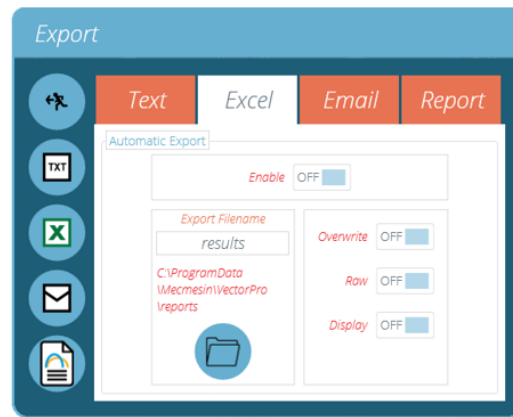 Export
Text Excel Email Report
Automatic Export
TXT
Enable OFF
Export Filename
results
Overwrite OFF
X
C:\ProgramData
\Mecmesin\VectorPro
\reports
Raw OFF
Display OFF